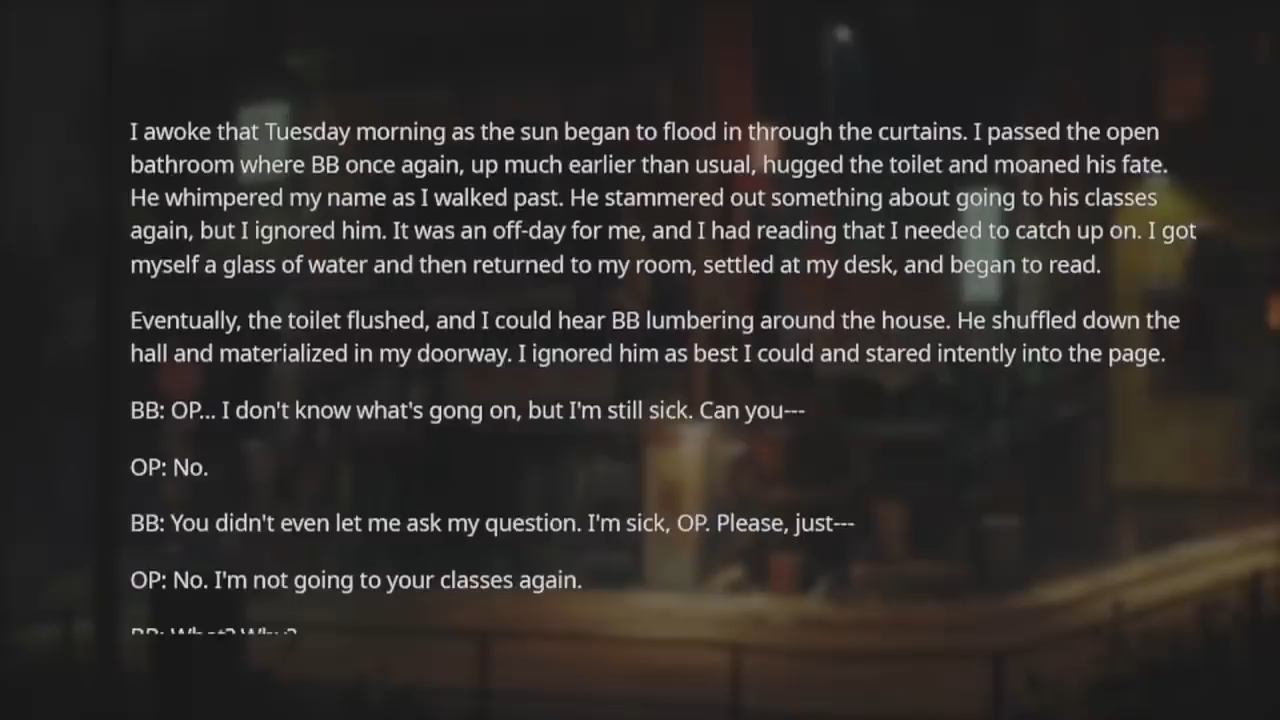 I awoke that Tuesday morning as the sun began to flood in through the curtains. I passed the open
bathroom where BB once again, up much earlier than usual, hugged the toilet and moaned his fate.
He whimpered my name as I walked past. He stammered out something about going to his classes
again, but I ignored him. It was an off-day for me, and I had reading that I needed to catch up on. I got
myself a glass of water and then returned to my room, settled at my desk, and began to read.
Eventually, the toilet flushed, and I could hear BB lumbering around the house. He shuffled down the
hall and materialized in my doorway. I ignored him as best I could and stared intently into the page.
BB: OP... I don't know what's gong on, but I'm still sick. Can you---
OP: No.
BB: You didn't even let me ask my question. I'm sick, OP. Please, just---
OP: No. I'm not going to your classes again.
BB: What? Why?